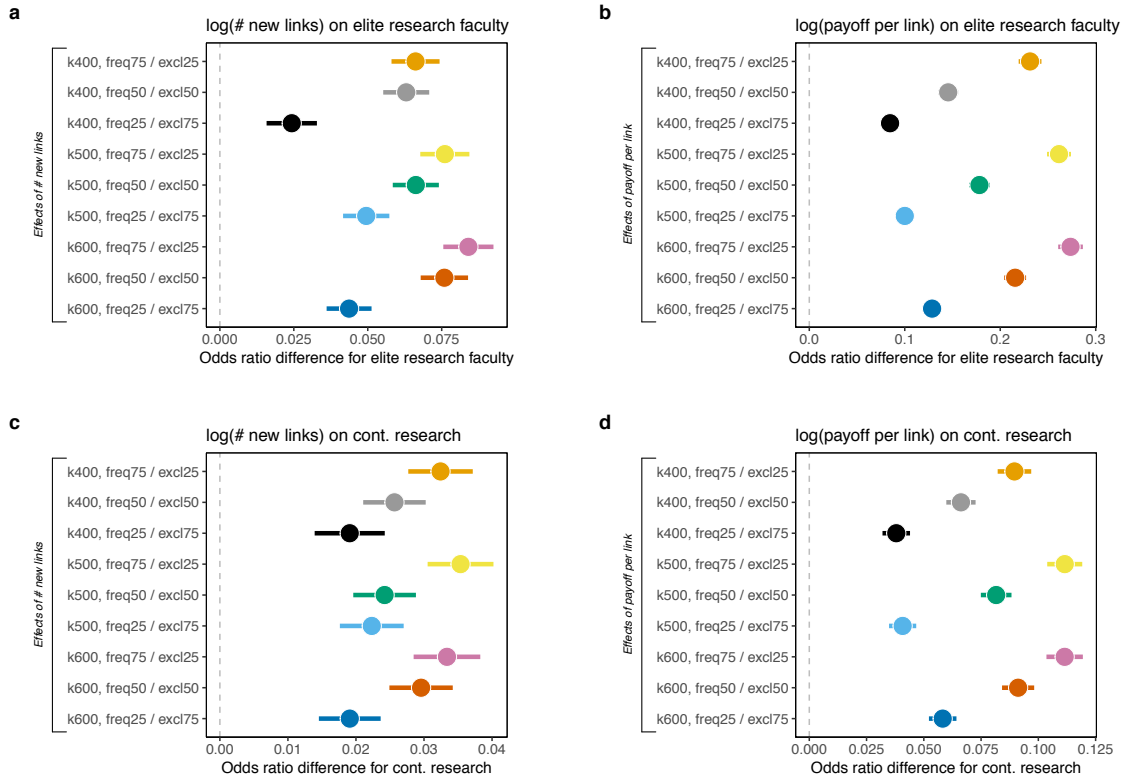 a
log(# new links) on elite research faculty
Effects of # new links
k400, freq75 / excl25
k400, freq50 / excl50
k400, freq25 / excl75
k500, freq75 / excl25
k500, freq50 / excl50
k500, freq25 / excl75
k600, freq75 / excl25
k600, freq50 / excl50
k600, freq25 / excl75
0.000 0.025 0.050 0.075
Odds ratio difference for elite research faculty
b
log(payoff per link) on elite research faculty
Effects of payoff per link
k400, freq75 / excl25
k400, freq50 / excl50
k400, freq25 / excl75
k500, freq75 / excl25
k500, freq50 / excl50
k500, freq25 / excl75
k600, freq75 / excl25
k600, freq50 / excl50
k600, freq25 / excl75
0.0 0.1 0.2 0.3
Odds ratio difference for elite research faculty
c
log(# new links) on cont. research
Effects of # new links
k400, freq75 / excl25
k400, freq50 / excl50
k400, freq25 / excl75
k500, freq75 / excl25
k500, freq50 / excl50
k500, freq25 / excl75
k600, freq75 / excl25
k600, freq50 / excl50
k600, freq25 / excl75
0.00 0.01 0.02 0.03 0.04
Odds ratio difference for cont. research
d
log(payoff per link) on cont. research
Effects of payoff per link
k400, freq75 / excl25
k400, freq50 / excl50
k400, freq25 / excl75
k500, freq75 / excl25
k500, freq50 / excl50
k500, freq25 / excl75
k600, freq75 / excl25
k600, freq50 / excl50
k600, freq25 / excl75
0.000 0.025 0.050 0.075 0.100 0.125
Odds ratio difference for cont. research